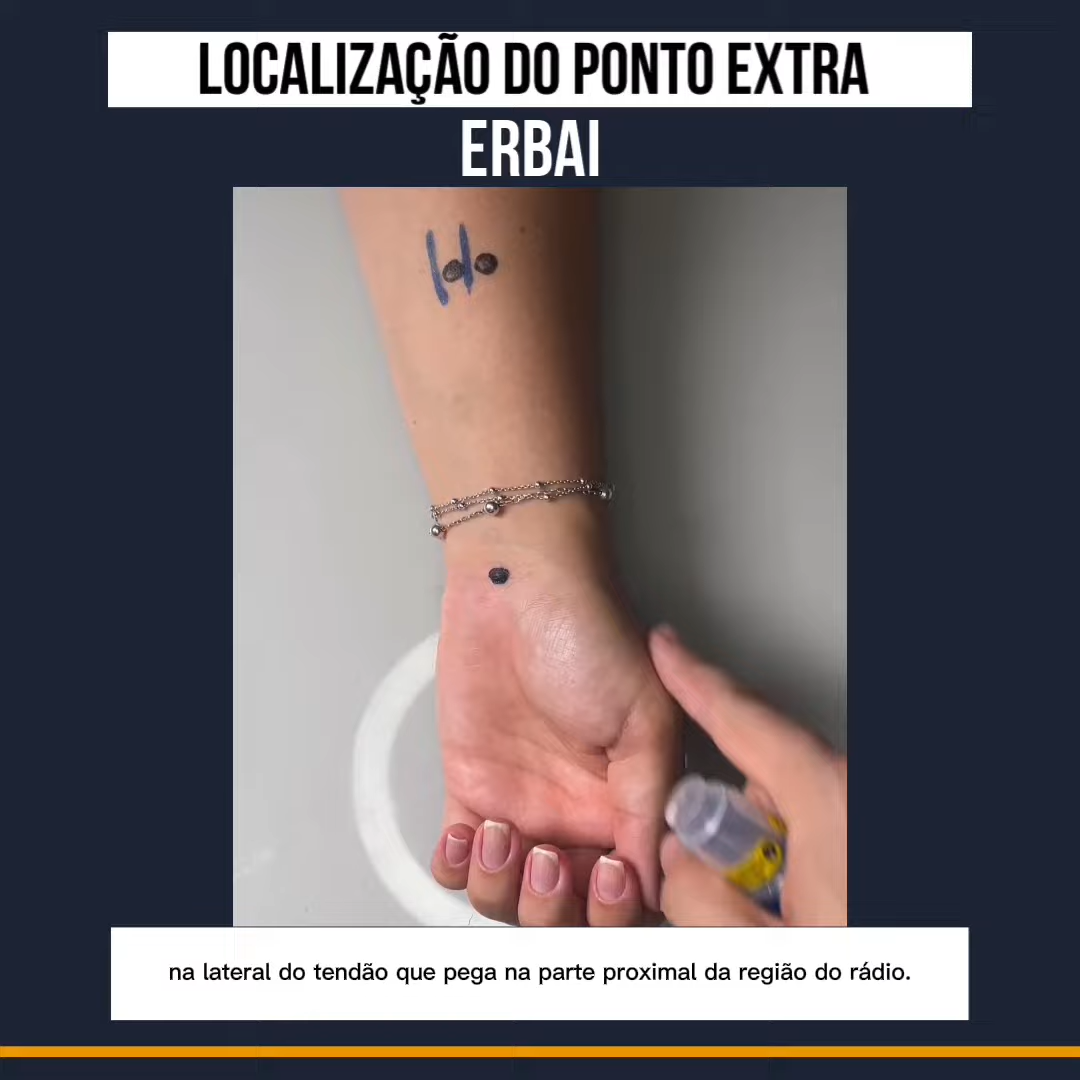 LOCALIZAÇÃO DO PONTO EXTRA
ERBAI
na lateral do tendão que pega na parte proximal da região do rádio.